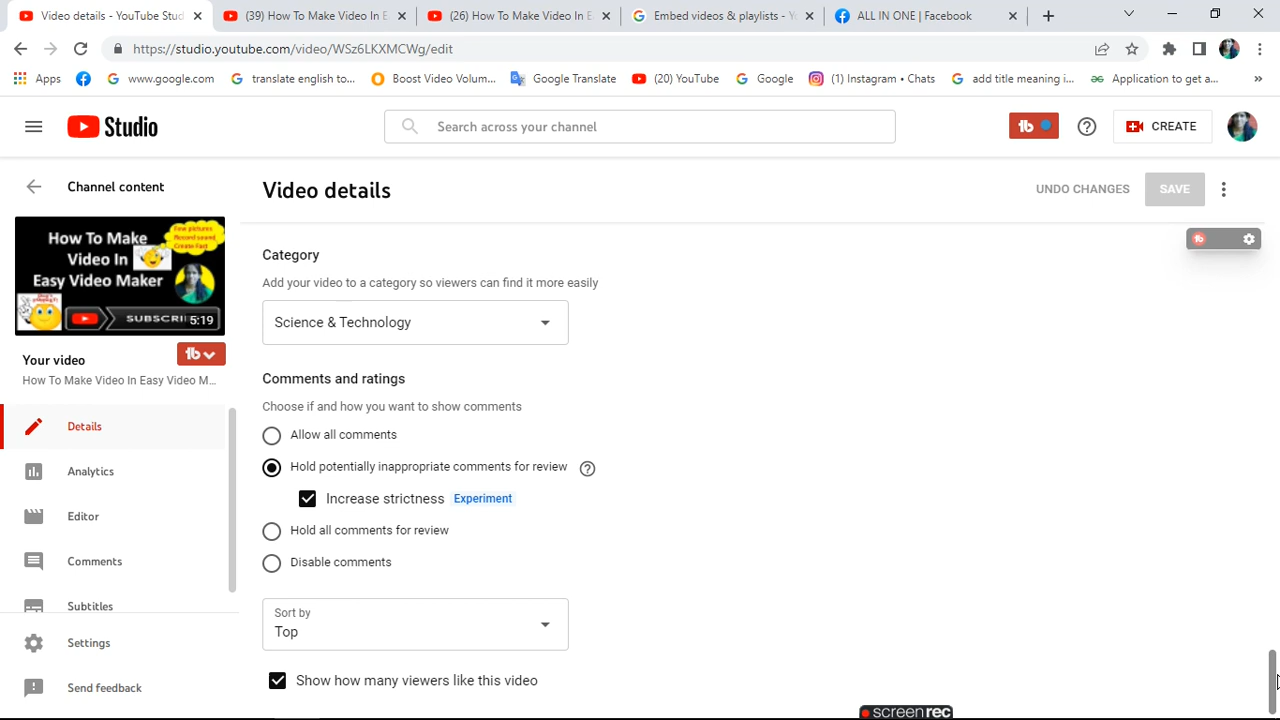 Video details - YouTube Stud
(39) How To Make Video In E
(26) How To Make Video In E
Embed videos & playlists - Y
ALL IN ONE | Facebook
https://studio.youtube.com/video/WSz6LKXMCWg/edit
Apps
www.google.com
translate english to...
Boost Video Volum...
Google Translate
(20) YouTube
Google
Instagram • Chats
add title meaning i...
Application to get a...
»
Studio
Search across your channel
CREATE
Channel content
Video details
UNDO CHANGES
SAVE
How To Make
Video In
Easy Video Maker
Few pictures
Record sound
Create Fast
SUBSCRI
5:19
Your video
How To Make Video In Easy Video M...
Details
Analytics
Editor
Comments
Subtitles
Settings
Send feedback
Category
Add your video to a category so viewers can find it more easily
Science & Technology
Comments and ratings
Choose if and how you want to show comments
Allow all comments
Hold potentially inappropriate comments for review
Increase strictness Experiment
Hold all comments for review
Disable comments
Sort by
Top
Show how many viewers like this video
screenrec